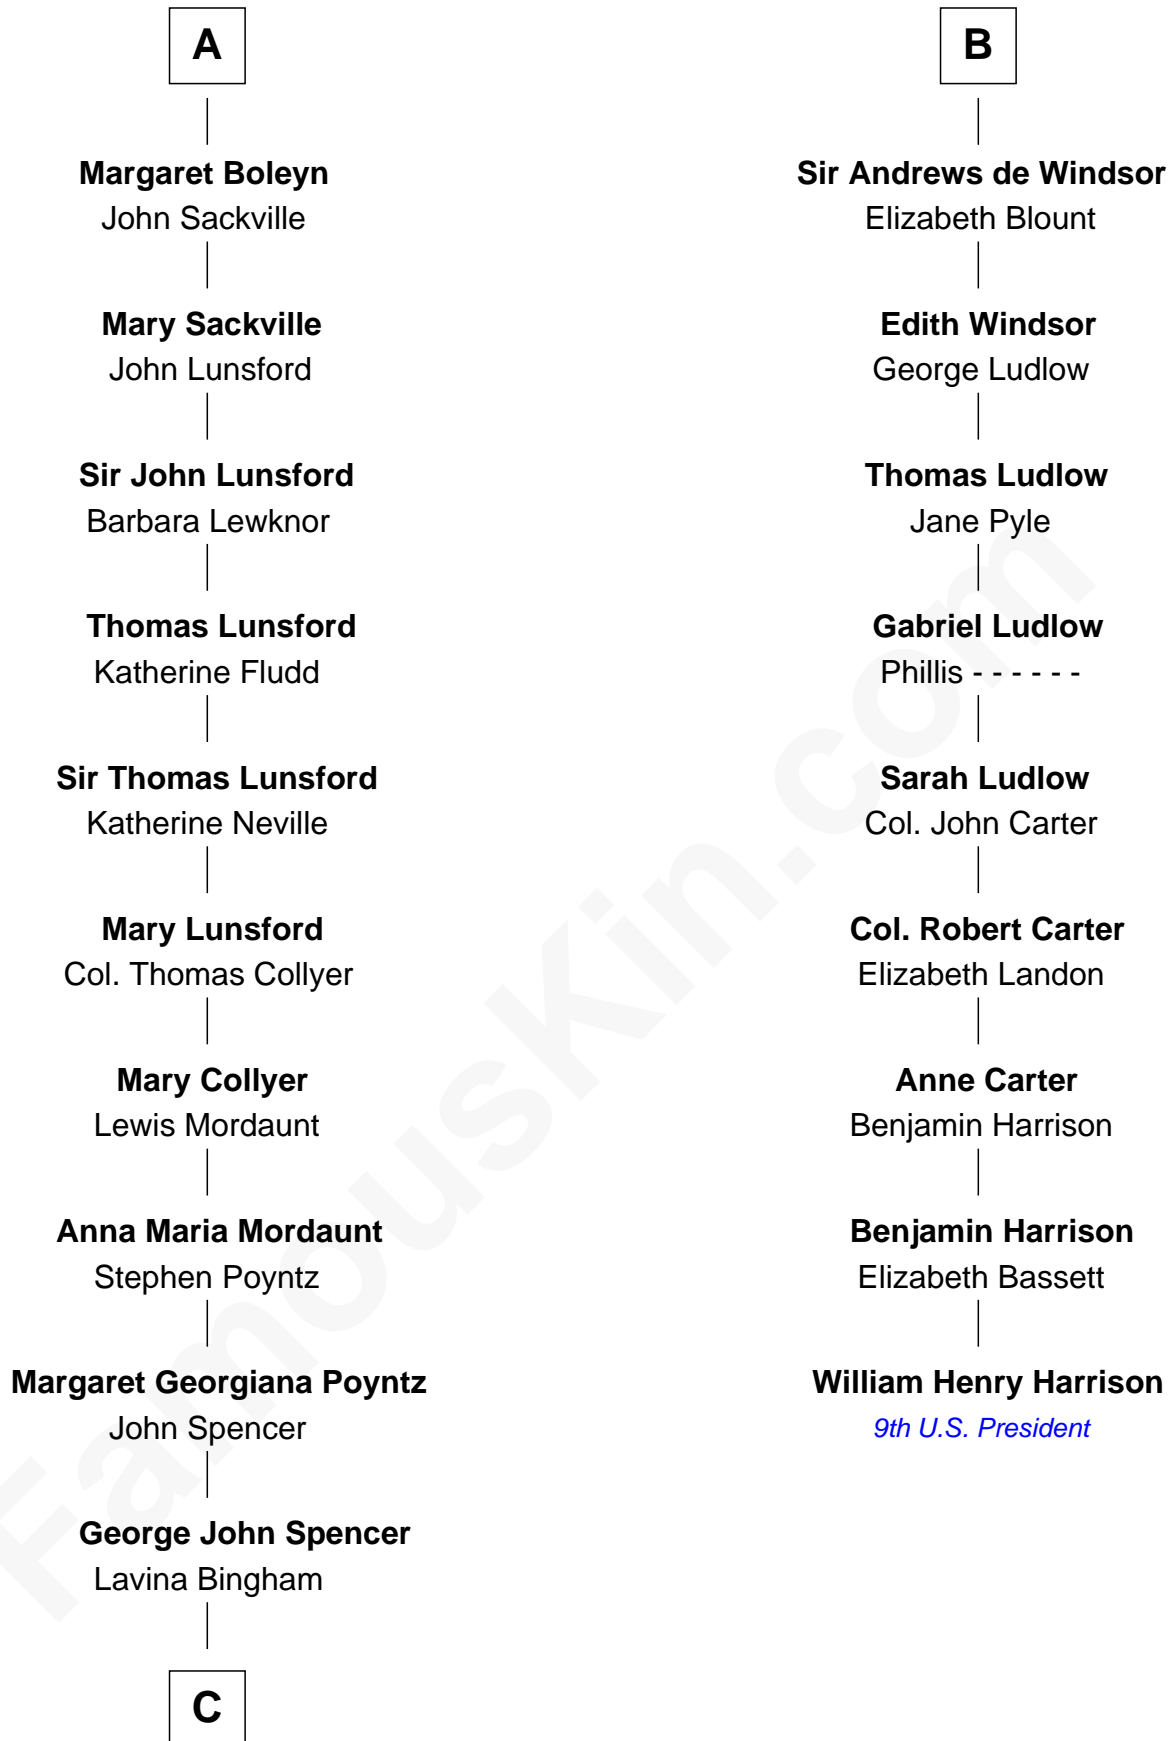 A
Margaret Boleyn
John Sackville
Mary Sackville
John Lunsford
Sir John Lunsford
Barbara Lewknor
Thomas Lunsford
Katherine Fludd
Sir Thomas Lunsford
Katherine Neville
Mary Lunsford
Col. Thomas Collyer
Mary Collyer
Lewis Mordaunt
Anna Maria Mordaunt
Stephen Poyntz
Margaret Georgiana Poyntz
John Spencer
George John Spencer
Lavina Bingham
C
B
Sir Andrews de Windsor
Elizabeth Blount
Edith Windsor
George Ludlow
Thomas Ludlow
Jane Pyle
Gabriel Ludlow
Phillis - - - - - -
Sarah Ludlow
Col. John Carter
Col. Robert Carter
Elizabeth Landon
Anne Carter
Benjamin Harrison
Benjamin Harrison
Elizabeth Bassett
William Henry Harrison
9th U.S. President
FamousKin.com